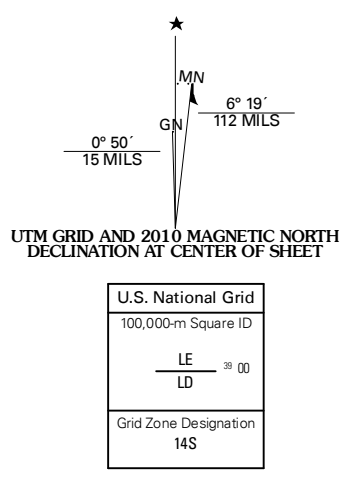 ★
MN
6° 19´
112 MILS
GN
0° 50´
15 MILS
UTM GRID AND 2010 MAGNETIC NORTH
DECLINATION AT CENTER OF SHEET
U.S. National Grid
100,000-m Square ID
LE
39 00
LD
Grid Zone Designation
14S